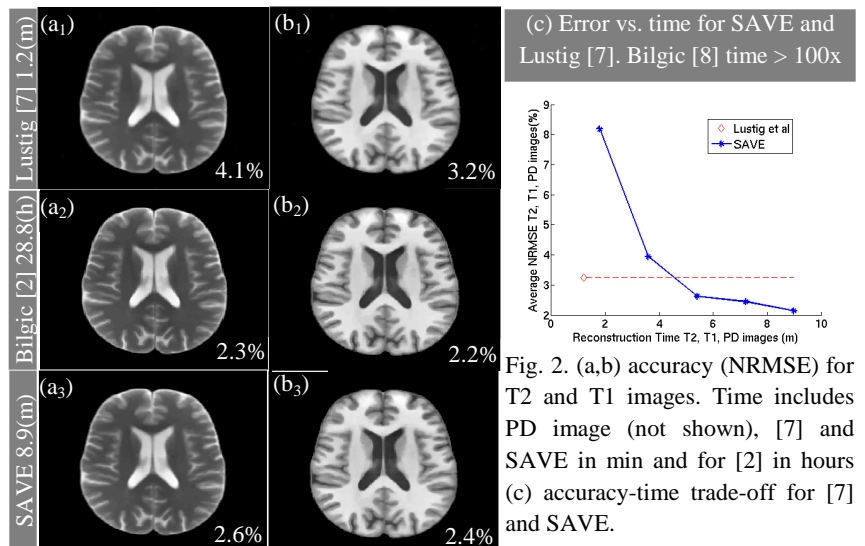 Lustig [7] 1.2(m)
(a1)
4.1%
(b1)
3.2%
Bilgic [2] 28.8(h)
(a2)
2.3%
(b2)
2.2%
SAVE 8.9(m)
(a3)
2.6%
(b3)
2.4%
(c) Error vs. time for SAVE and
Lustig [7]. Bilgic [8] time > 100x
Average NRMSE T2, T1, PD images(%)
9
8
7
6
5
4
3
2
Lustig et al
SAVE
0 2 4 6 8 10
Reconstruction Time T2, T1, PD images (m)
Fig. 2. (a,b) accuracy (NRMSE) for
T2 and T1 images. Time includes
PD image (not shown), [7] and
SAVE in min and for [2] in hours
(c) accuracy-time trade-off for [7]
and SAVE.